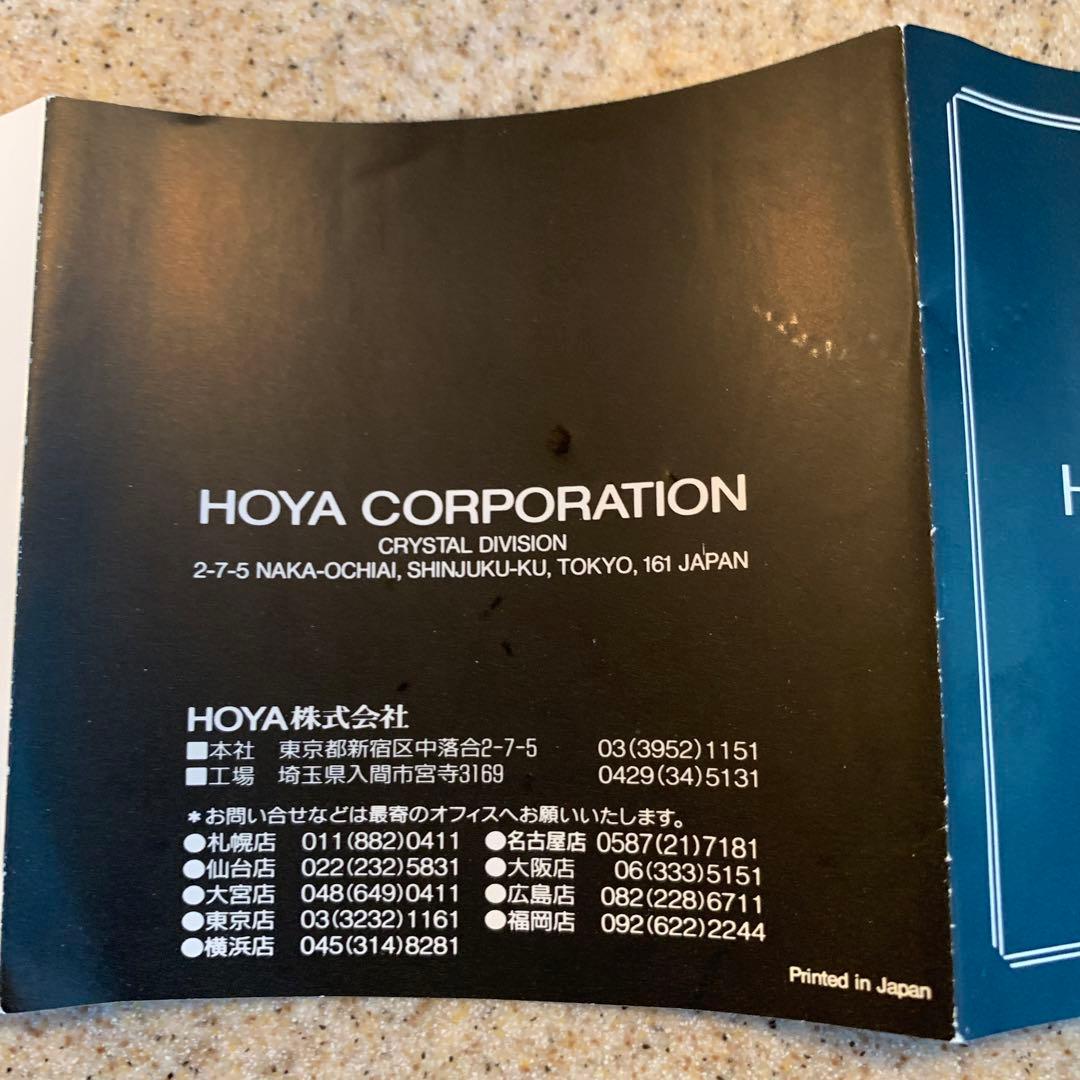 HOYA CORPORATION
CRYSTAL DIVISION
2-7-5 NAKA-OCHIAI, SHINJUKU-KU, TOKYO, 161 JAPAN
HOYA株式会社
■本社 東京都新宿区中落合2-7-5 03(3952)1151
■工場 埼玉県入間市宮寺3169 0429(34)5131
*お問い合せなどは最寄のオフィスへお願いいたします。
●札幌店 011(882)0411 ●名古屋店 0587(21)7181
●仙台店 022(232)5831 ●大阪店 06(333)5151
●大宮店 048(649)0411 ●広島店 082(228)6711
●東京店 03(3232)1161 ●福岡店 092(622)2244
●横浜店 045(314)8281
Printed in Japan